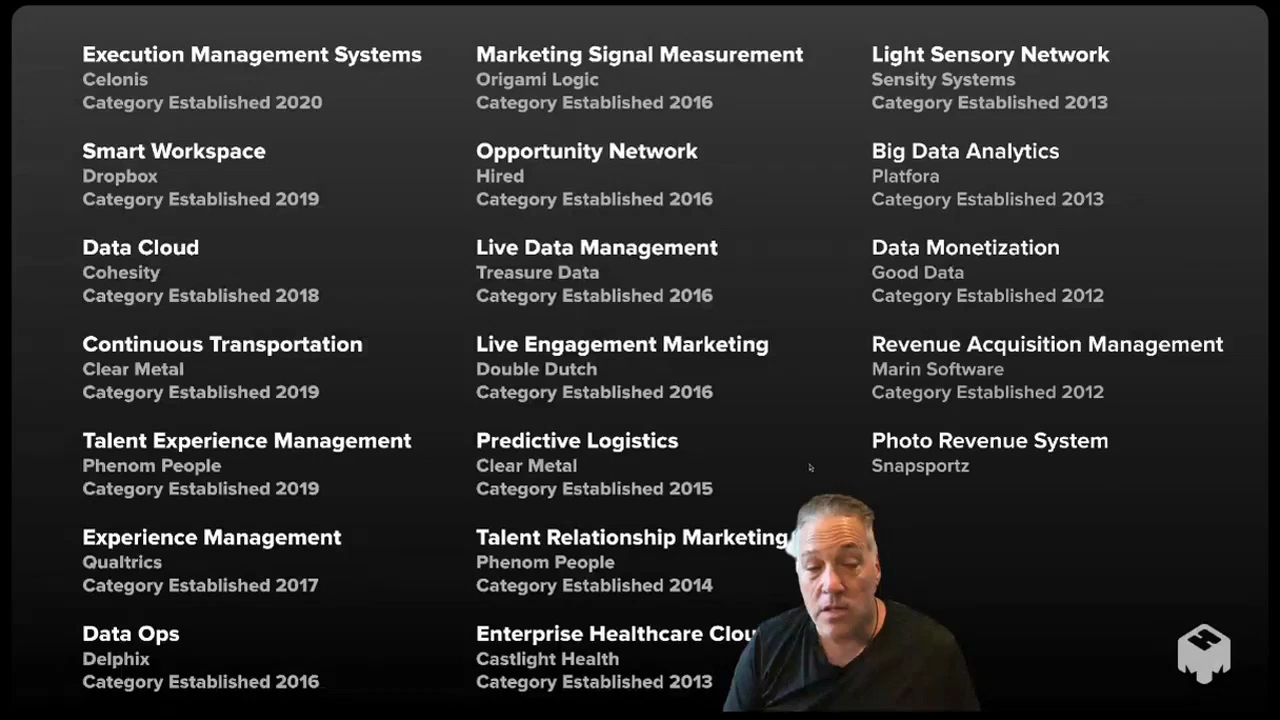 Execution Management Systems
Celonis
Category Established 2020
Smart Workspace
Dropbox
Category Established 2019
Data Cloud
Cohesity
Category Established 2018
Continuous Transportation
Clear Metal
Category Established 2019
Talent Experience Management
Phenom People
Category Established 2019
Experience Management
Qualtrics
Category Established 2017
Data Ops
Delphix
Category Established 2016
Marketing Signal Measurement
Origami Logic
Category Established 2016
Opportunity Network
Hired
Category Established 2016
Live Data Management
Treasure Data
Category Established 2016
Live Engagement Marketing
Double Dutch
Category Established 2016
Predictive Logistics
Clear Metal
Category Established 2015
Talent Relationship Marketing
Phenom People
Category Established 2014
Enterprise Healthcare Clou
Castlight Health
Category Established 2013
Light Sensory Network
Sensity Systems
Category Established 2013
Big Data Analytics
Platfora
Category Established 2013
Data Monetization
Good Data
Category Established 2012
Revenue Acquisition Management
Marin Software
Category Established 2012
Photo Revenue System
Snapsportz